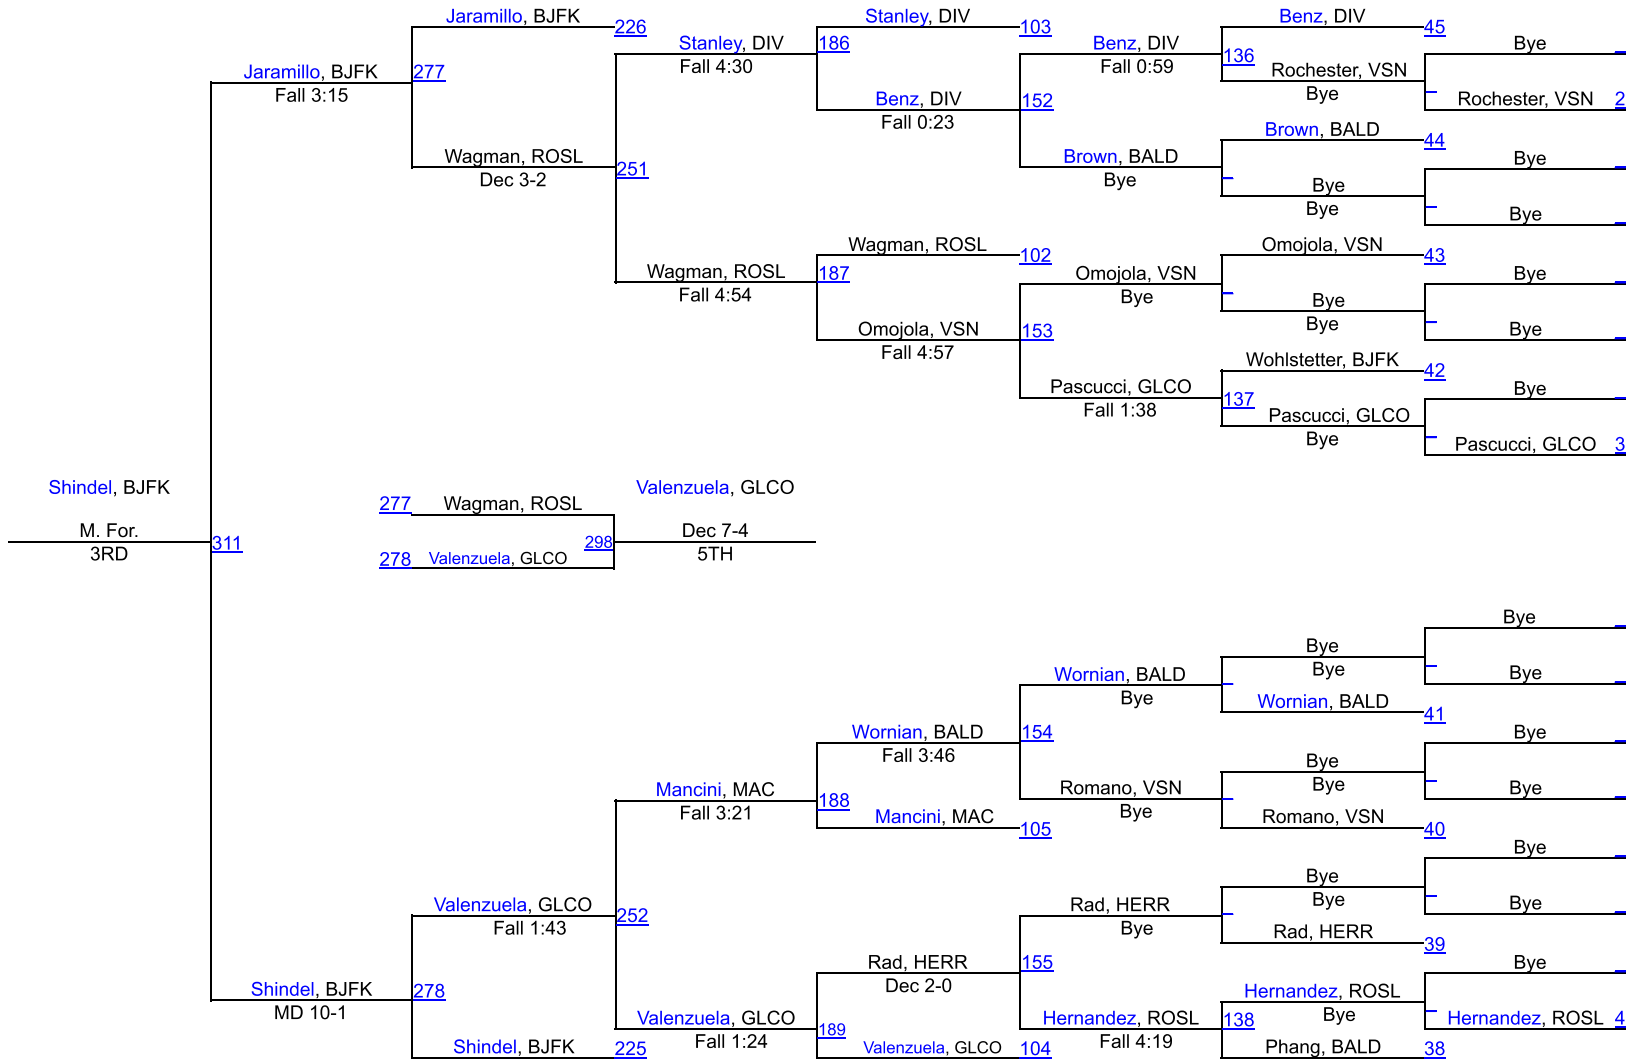 Jaramillo, BJFK
226
Stanley, DIV
103
Benz, DIV
45
Stanley, DIV
186
Benz, DIV
136
Bye
Fall 4:30
Fall 0:59
Rochester, VSN
Jaramillo, BJFK
277
Bye
Fall 3:15
Benz, DIV
152
Rochester, VSN 2
Fall 0:23
Brown, BALD
44
Wagman, ROSL
251
Brown, BALD
Bye
Dec 3-2
Bye
Bye
Bye
Bye
Wagman, ROSL
102
Omojola, VSN
43
Wagman, ROSL
187
Omojola, VSN
Bye
Fall 4:54
Bye
Bye
Omojola, VSN
153
Bye
Bye
Fall 4:57
Wohlstetter, BJFK
42
Pascucci, GLCO
137
Bye
Fall 1:38
Pascucci, GLCO
Bye
Pascucci, GLCO 3
Shindel, BJFK
277
Wagman, ROSL
Valenzuela, GLCO
M. For.
311
298
Dec 7-4
3RD
278
Valenzuela, GLCO
5TH
Bye
Bye
Wornian, BALD
Bye
Bye
Bye
Wornian, BALD
41
Wornian, BALD
154
Bye
Fall 3:46
Bye
Mancini, MAC
188
Romano, VSN
Bye
Bye
Fall 3:21
Bye
Mancini, MAC
105
Romano, VSN
40
Bye
Bye
Valenzuela, GLCO
252
Rad, HERR
Bye
Bye
Fall 1:43
Bye
Rad, HERR
39
Rad, HERR
155
Bye
Dec 2-0
Shindel, BJFK
278
Hernandez, ROSL
MD 10-1
Bye
Valenzuela, GLCO
189
Hernandez, ROSL
138
Hernandez, ROSL 4
Fall 1:24
Fall 4:19
Shindel, BJFK
225
Valenzuela, GLCO
104
Phang, BALD
38